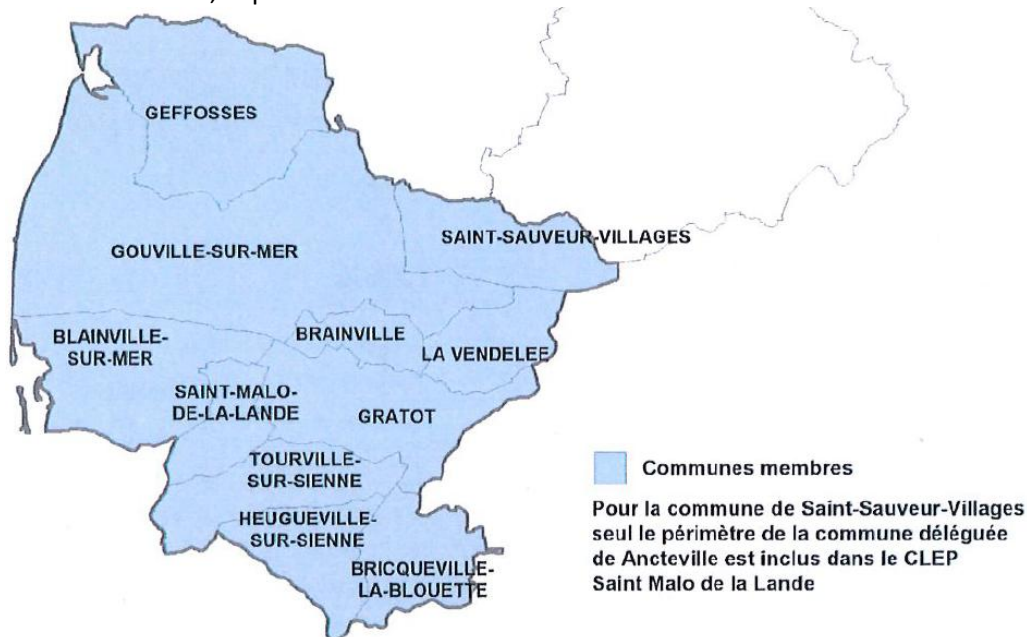 GEFFOSSES
GOUVILLE-SUR-MER
SAINT-SAUVEUR-VILLAGES
BLAINVILLE-
SUR-MER
BRAINVILLE
LA VENDELEE
SAINT-MALO-
DE-LA-LANDE
GRATOT
TOURVILLE-
SUR-SIENNE
HEUGUEVILLE-
SUR-SIENNE
BRICQUEVILLE-
LA-BLOUETTE
Communes membres
Pour la commune de Saint-Sauveur-Villages
seul le périmètre de la commune déléguée
de Ancteville est inclus dans le CLEP
Saint Malo de la Lande